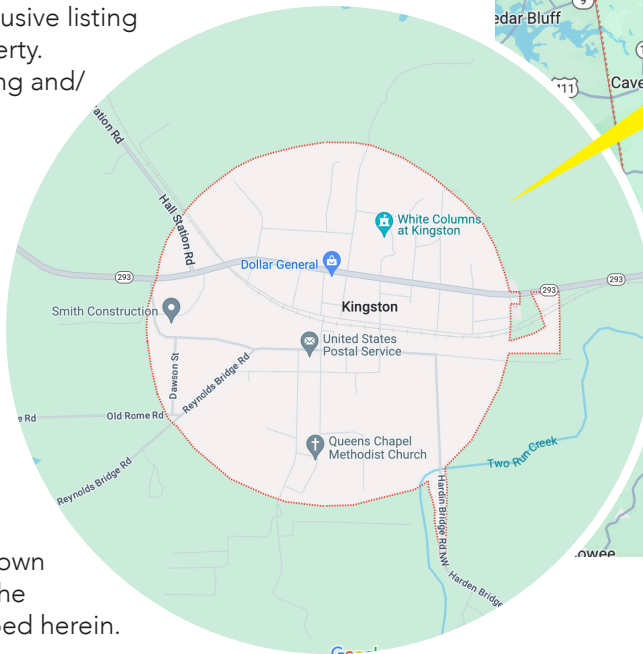 usive listing
erty.
ng and/
edar Bluff
9
411
Cave
ation Rd
Hall Station Rd
White Columns
at Kingston
Dollar General
293
293
293
Kingston
Smith Construction
United States
Postal Service
Dawson St
Reynolds Bridge Rd
e Rd
Old Rome Rd
Queens Chapel
Methodist Church
Two Run Creek
Reynolds Bridge Rd
Hardin Bridge Rd NW
Harden Bridge
owee
own
he
ed herein.